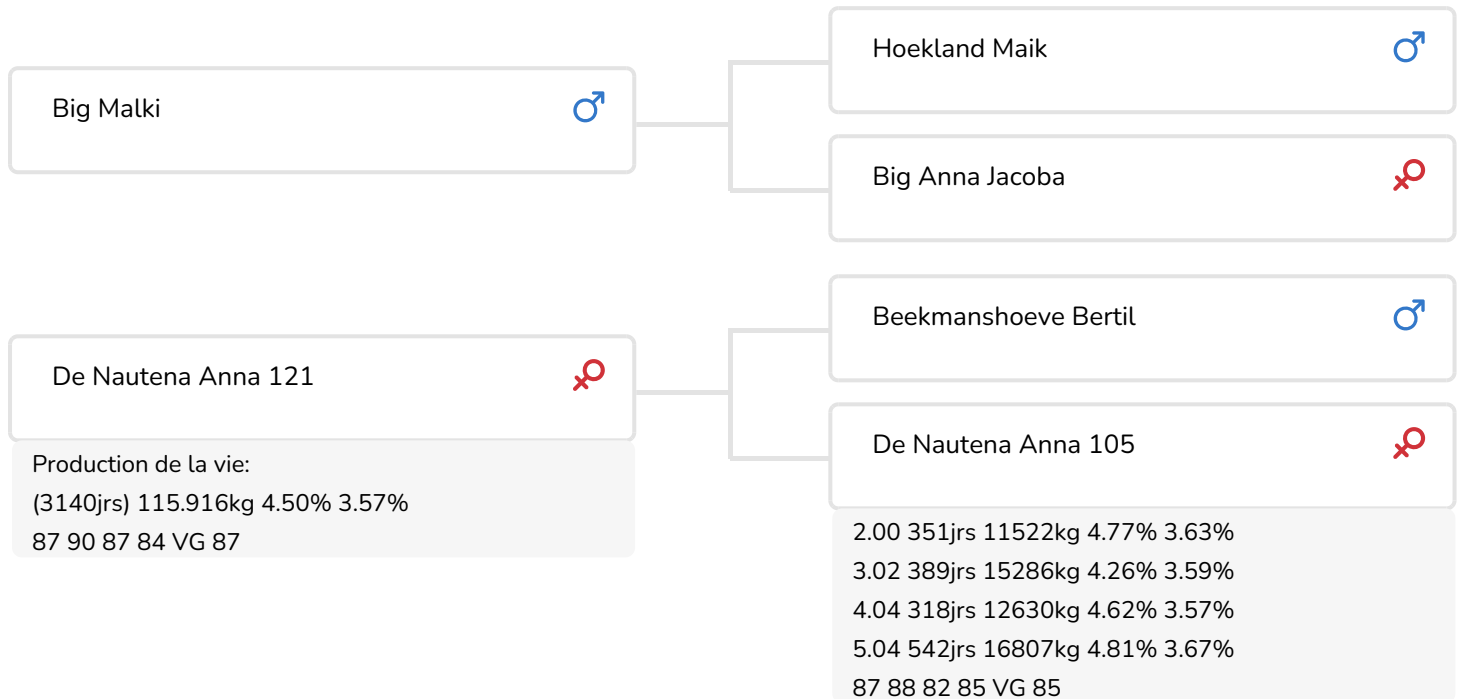 Big Malki
De Nautena Anna 121
Production de la vie:
(3140jrs) 115.916kg 4.50% 3.57%
87 90 87 84 VG 87
Hoekland Maik
Big Anna Jacoba
Beekmanshoeve Bertil
De Nautena Anna 105
2.00 351jrs 11522kg 4.77% 3.63%
3.02 389jrs 15286kg 4.26% 3.59%
4.04 318jrs 12630kg 4.62% 3.57%
5.04 542jrs 16807kg 4.81% 3.67%
87 88 82 85 VG 85